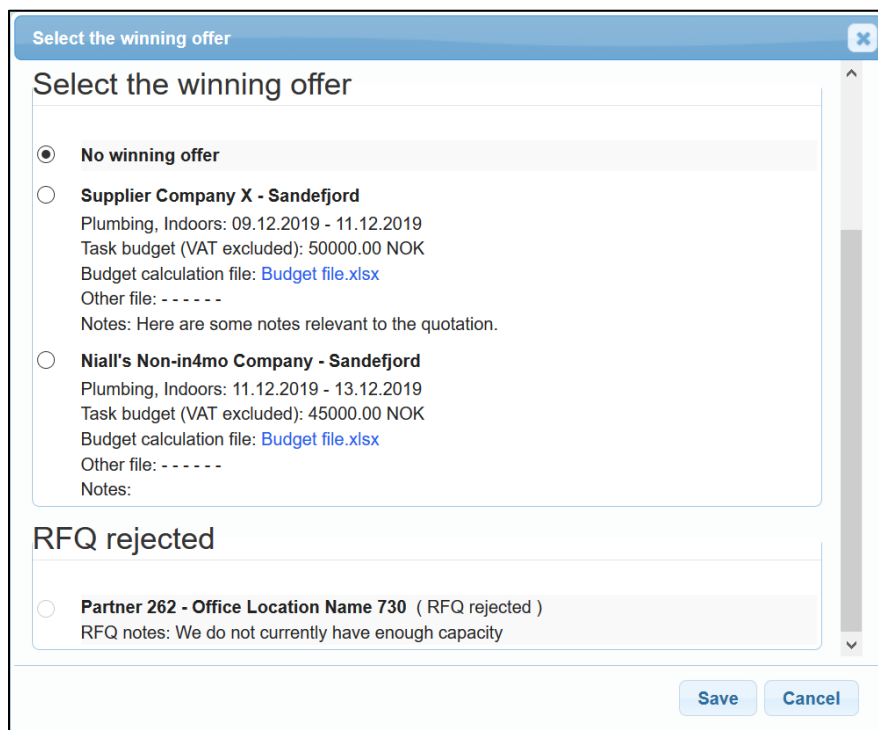 Select the winning offer
Select the winning offer
No winning offer
Supplier Company X - Sandefjord
Plumbing, Indoors: 09.12.2019 - 11.12.2019
Task budget (VAT excluded): 50000.00 NOK
Budget calculation file: Budget file.xlsx
Other file: - - - - - -
Notes: Here are some notes relevant to the quotation.
Niall's Non-in4mo Company - Sandefjord
Plumbing, Indoors: 11.12.2019 - 13.12.2019
Task budget (VAT excluded): 45000.00 NOK
Budget calculation file: Budget file.xlsx
Other file: - - - - - -
Notes:
RFQ rejected
Partner 262 - Office Location Name 730 ( RFQ rejected )
RFQ notes: We do not currently have enough capacity
Save Cancel